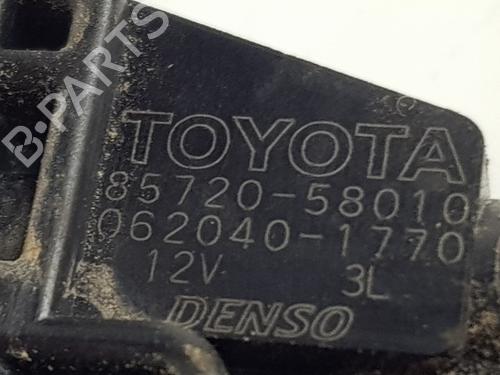 B-PARTS
TOYOTA
85720-58010
062040-1770
12V 3L
DENSO